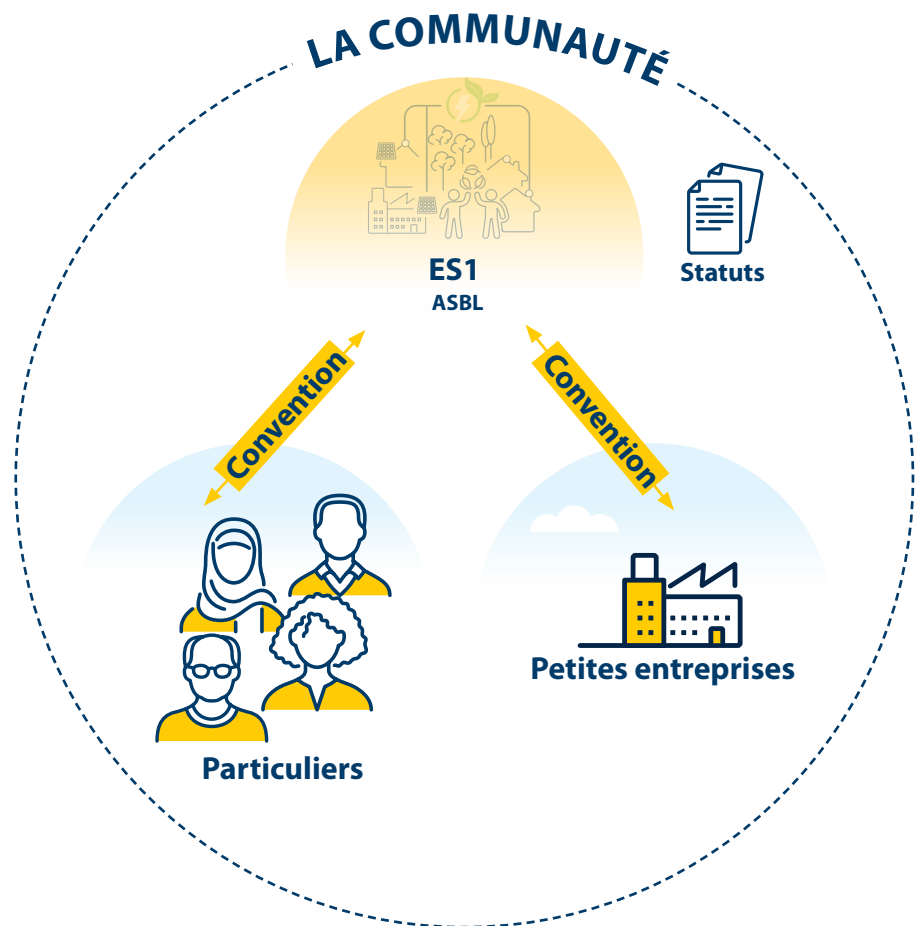 LA COMMUNAUTÉ
Statuts
ES1
ASBL
Convention
Convention
Petites entreprises
Particuliers